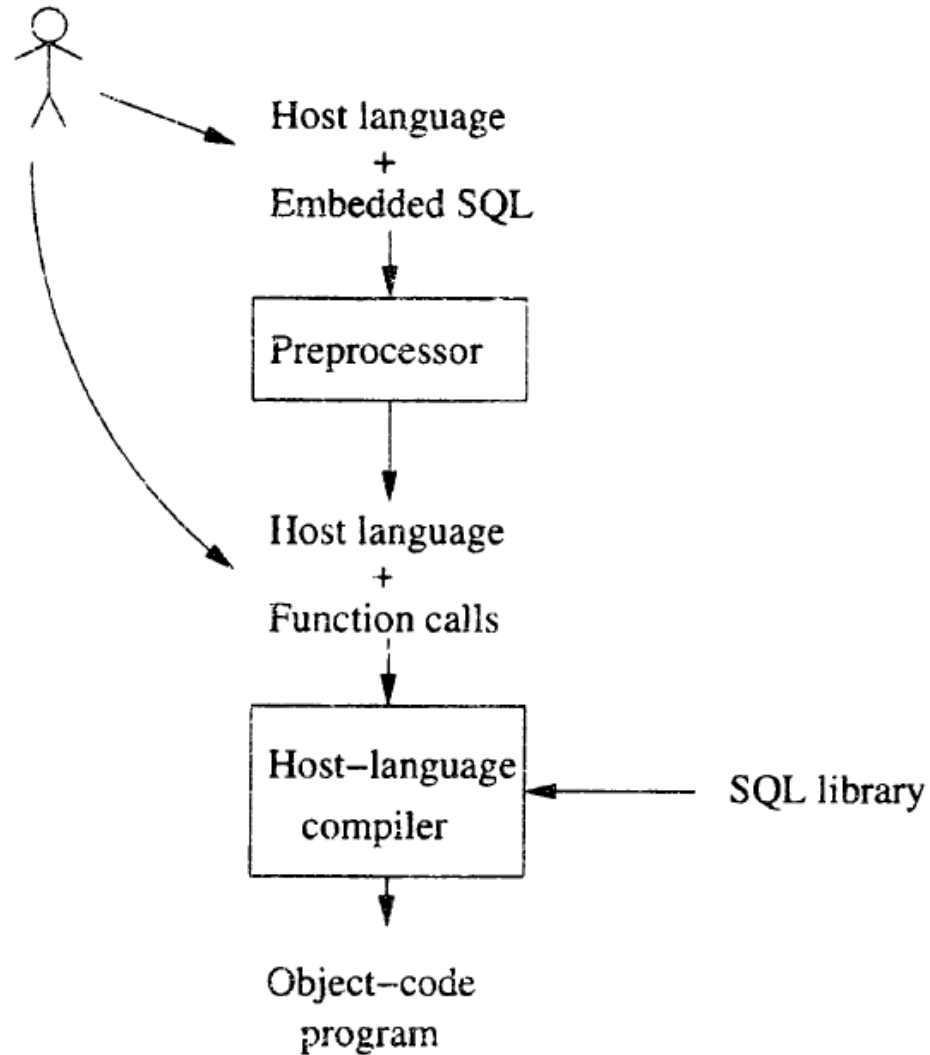 Host language
+
Embedded SQL
Preprocessor
Host language
+
Function calls
Host–language
compiler
SQL library
Object–code
program